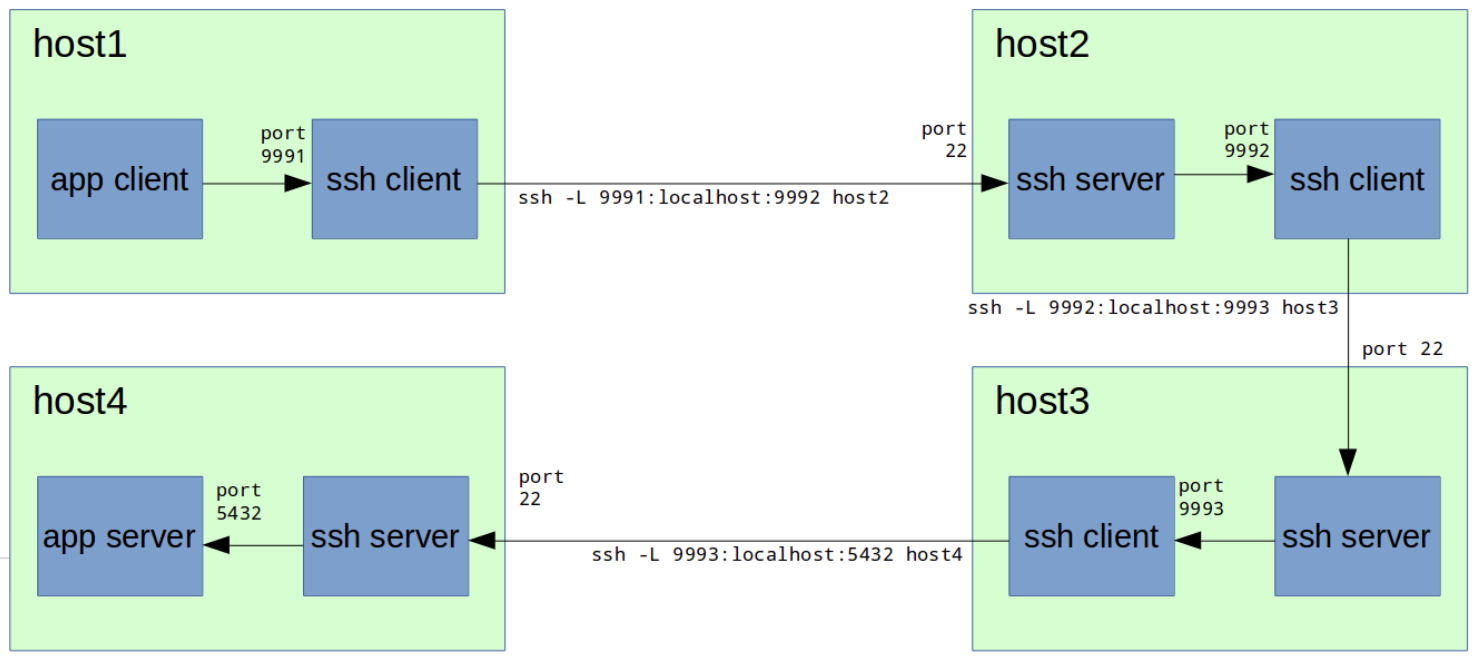 host1
port
9991
app client
ssh client
ssh -L 9991:localhost:9992 host2
host2
port
22
port
9992
ssh server
ssh client
ssh -L 9992:localhost:9993 host3
port 22
host3
port
9993
ssh client
ssh server
ssh -L 9993:localhost:5432 host4
host4
port
22
port
5432
app server
ssh server